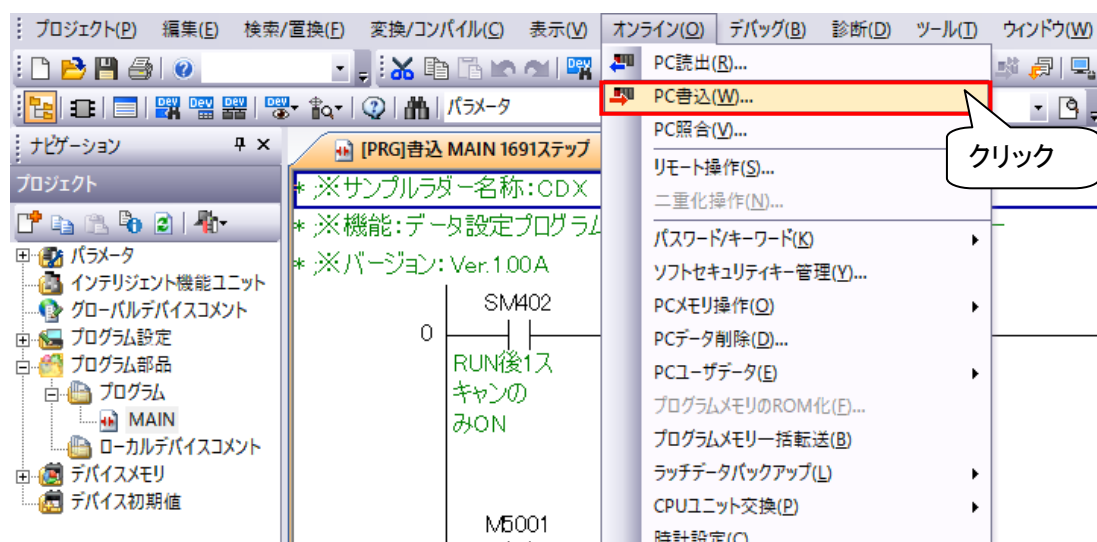 プロジェクト(P) 編集(E) 検索/置換(F) 変換/コンパイル(C) 表示(V) オンライン(O) デバッグ(B) 診断(D) ツール(T) ウィンドウ(W)
パラメータ
ナビゲーション
プロジェクト
パラメータ
インテリジェント機能ユニット
グローバルデバイスコメント
プログラム設定
プログラム部品
プログラム
MAIN
ローカルデバイスコメント
デバイスメモリ
デバイス初期値
[PRG]書込 MAIN 1691ステップ
* ;※サンプルラダー名称:CDX
* ;※機能:データ設定プログラム
* ;※バージョン:Ver.1.00A
SM402
0
RUN後1ス
キャンの
みON
M5001
PC読出(R)...
PC書込(W)...
PC照合(V)...
リモート操作(S)...
二重化操作(N)...
パスワード/キーワード(K)
ソフトセキュリティキー管理(Y)...
PCメモリ操作(O)
PCデータ削除(D)...
PCユーザデータ(E)
プログラムメモリのROM化(F)...
プログラムメモリ一括転送(B)
ラッチデータバックアップ(L)
CPUユニット交換(P)
時計設定(C)
クリック